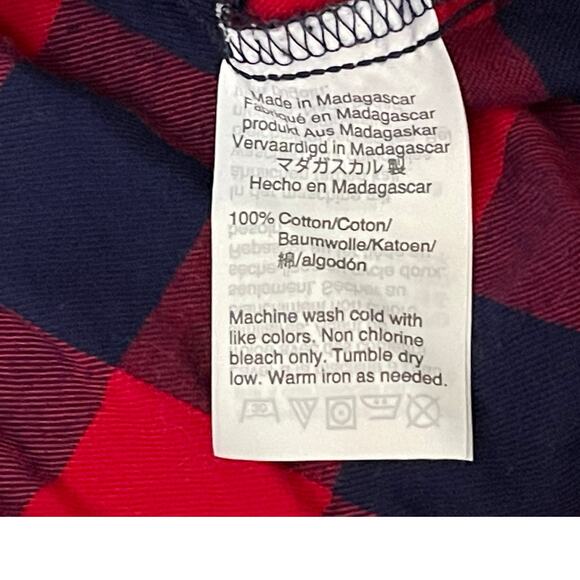 Made in Madagascar
Fabriqué en Madagascar
produkt Aus Madagaskar
Vervaardigd in Madagascar
マダガスカル 製
Hecho en Madagascar
100% Cotton/Coton/
Baumwolle/Katoen/
綿/algodón
Machine wash cold with
like colors. Non chlorine
bleach only. Tumble dry
low. Warm iron as needed.